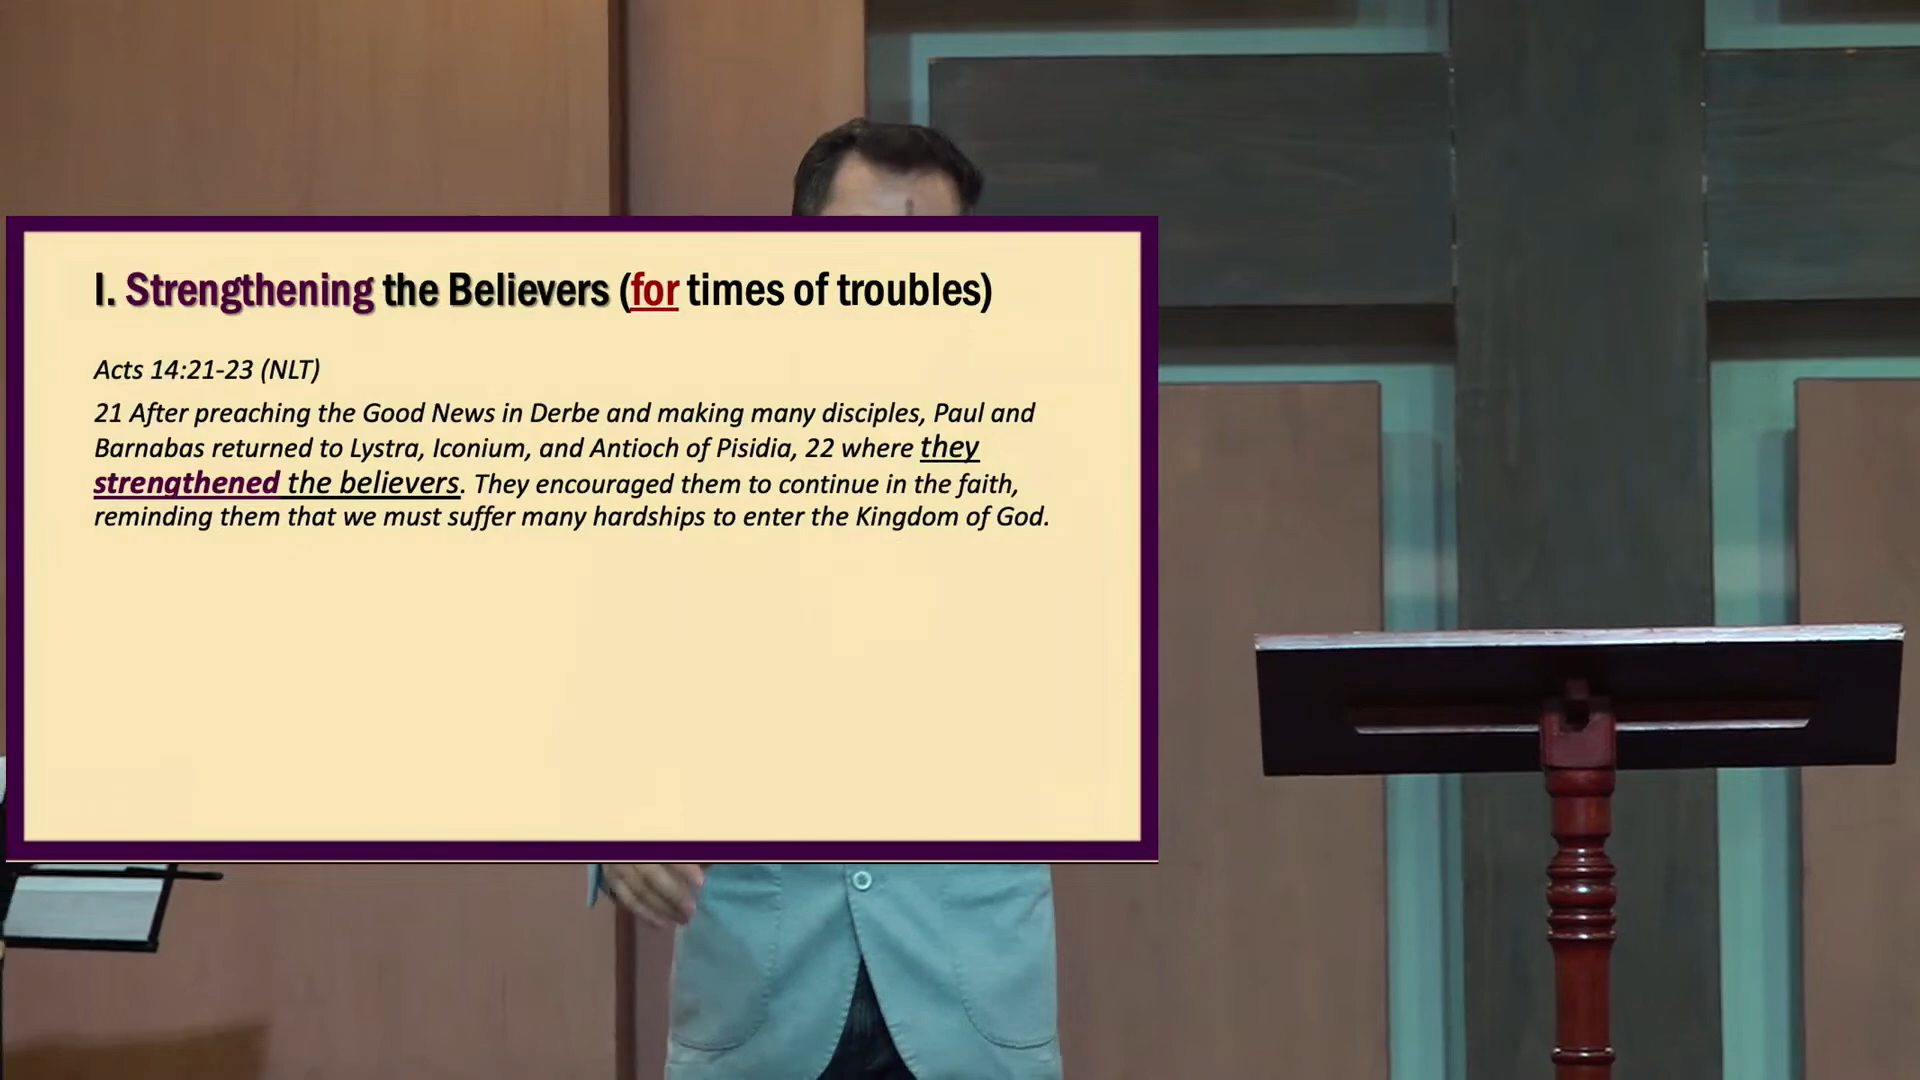 I. Strengthening the Believers (for times of troubles)
Acts 14:21-23 (NLT)
21 After preaching the Good News in Derbe and making many disciples, Paul and
Barnabas returned to Lystra, Iconium, and Antioch of Pisidia, 22 where they
strengthened the believers. They encouraged them to continue in the faith,
reminding them that we must suffer many hardships to enter the Kingdom of God.